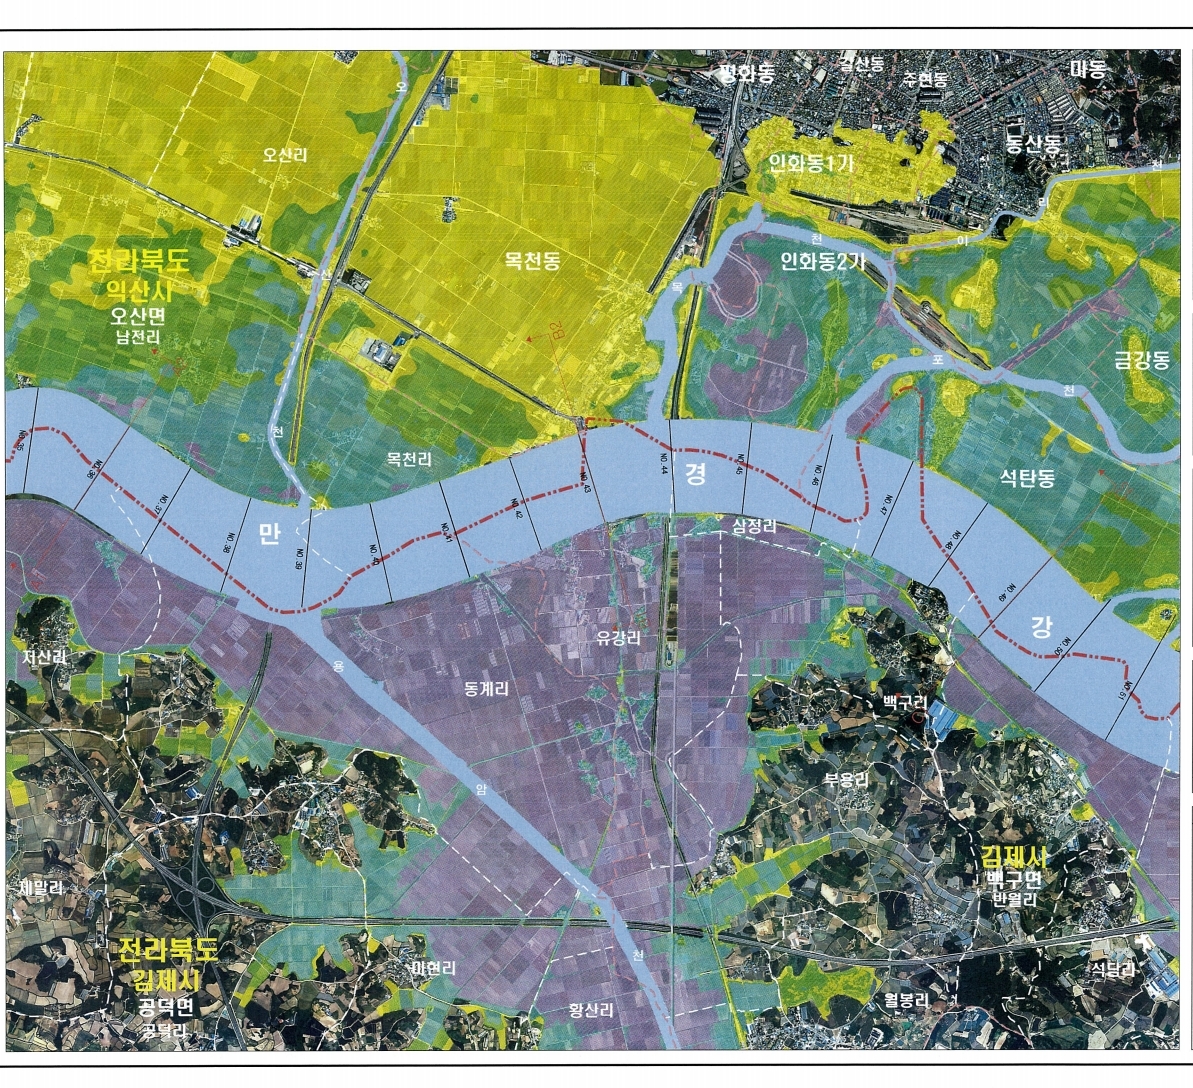 평화동
갈산동
주현동
마동
동산동
오
오산리
인화동1가
천
리
이
천
목천동
인화동2가
전라북도
익산시
오산면
남전리
산
목
B2
포
금강동
천
천
목천리
석탄동
경
만
강
NO.35
NO.36
NO.37
NO.38
NO.39
NO.40
NO.41
NO.42
NO.43
NO.44
NO.45
NO.46
NO.47
NO.48
NO.49
NO.50
NO.51
삼정리
유강리
저산리
용
동계리
백구리
부용리
암
김제시
백구면
반월리
제말리
전라북도
김제시
공덕면
공덕리
마현리
천
황산리
월봉리
석담리